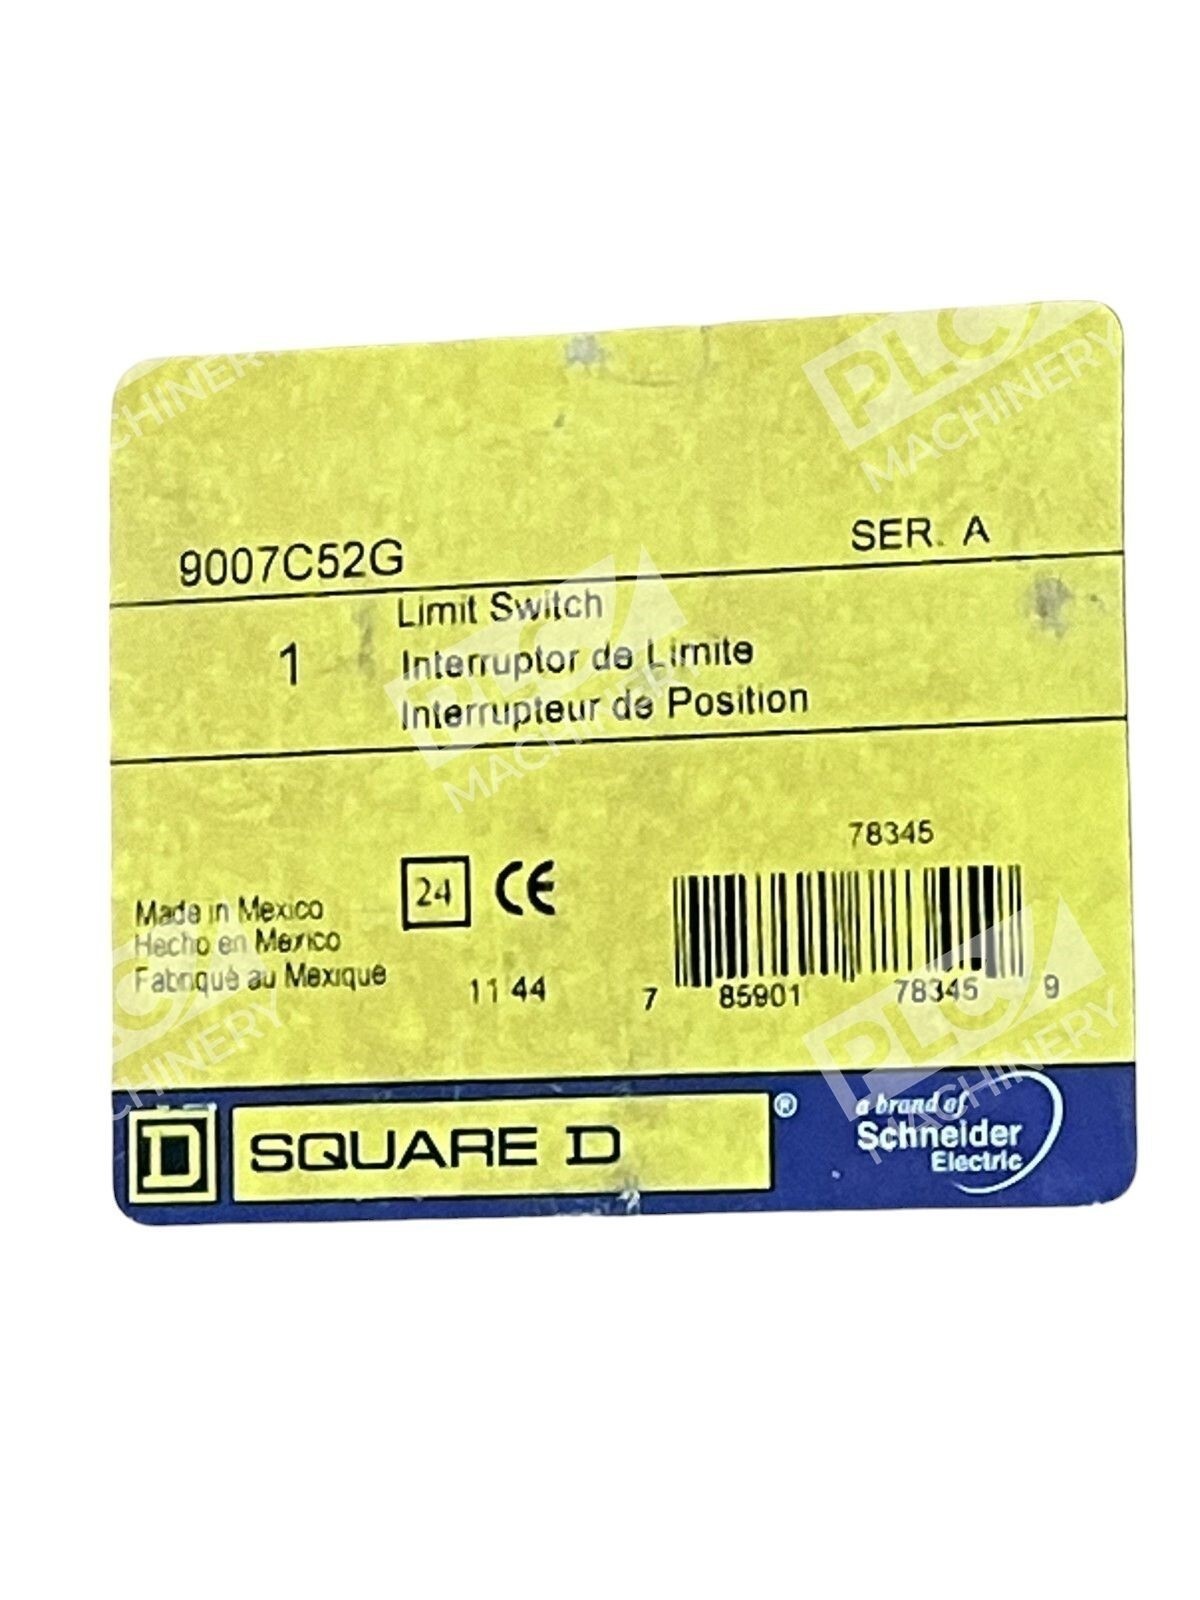 9007C52G
SER. A
1
Limit Switch
Interruptor de Limite
Interrupteur de Position
Made in Mexico
Hecho en Mexico
Fabriqué au Mexique
24
CE
11 44
78345
7 85901 78345 9
D
SQUARE D
®
a brand of
Schneider
Electric
PLC
MACHINERY